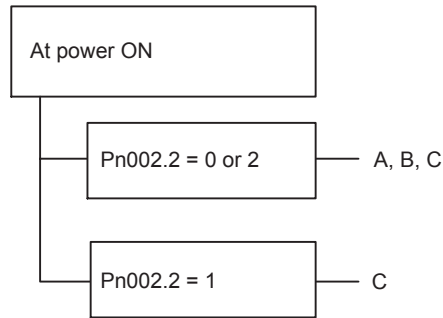 At power ON
Pn002.2 = 0 or 2
A, B, C
Pn002.2 = 1
C